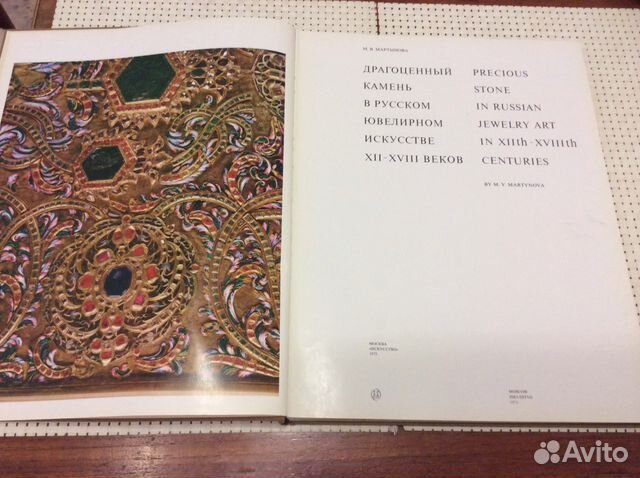 М. В. МАРТЫНОВА
ДРАГОЦЕННЫЙ
КАМЕНЬ
В РУССКОМ
ЮВЕЛИРНОМ
ИСКУССТВЕ
XII–XVIII ВЕКОВ
PRECIOUS
STONE
IN RUSSIAN
JEWELRY ART
IN XIIth–XVIIIth
CENTURIES
BY M. V. MARTYNOVA
МОСКВА
«ИСКУССТВО»
MOSCOW
Avito